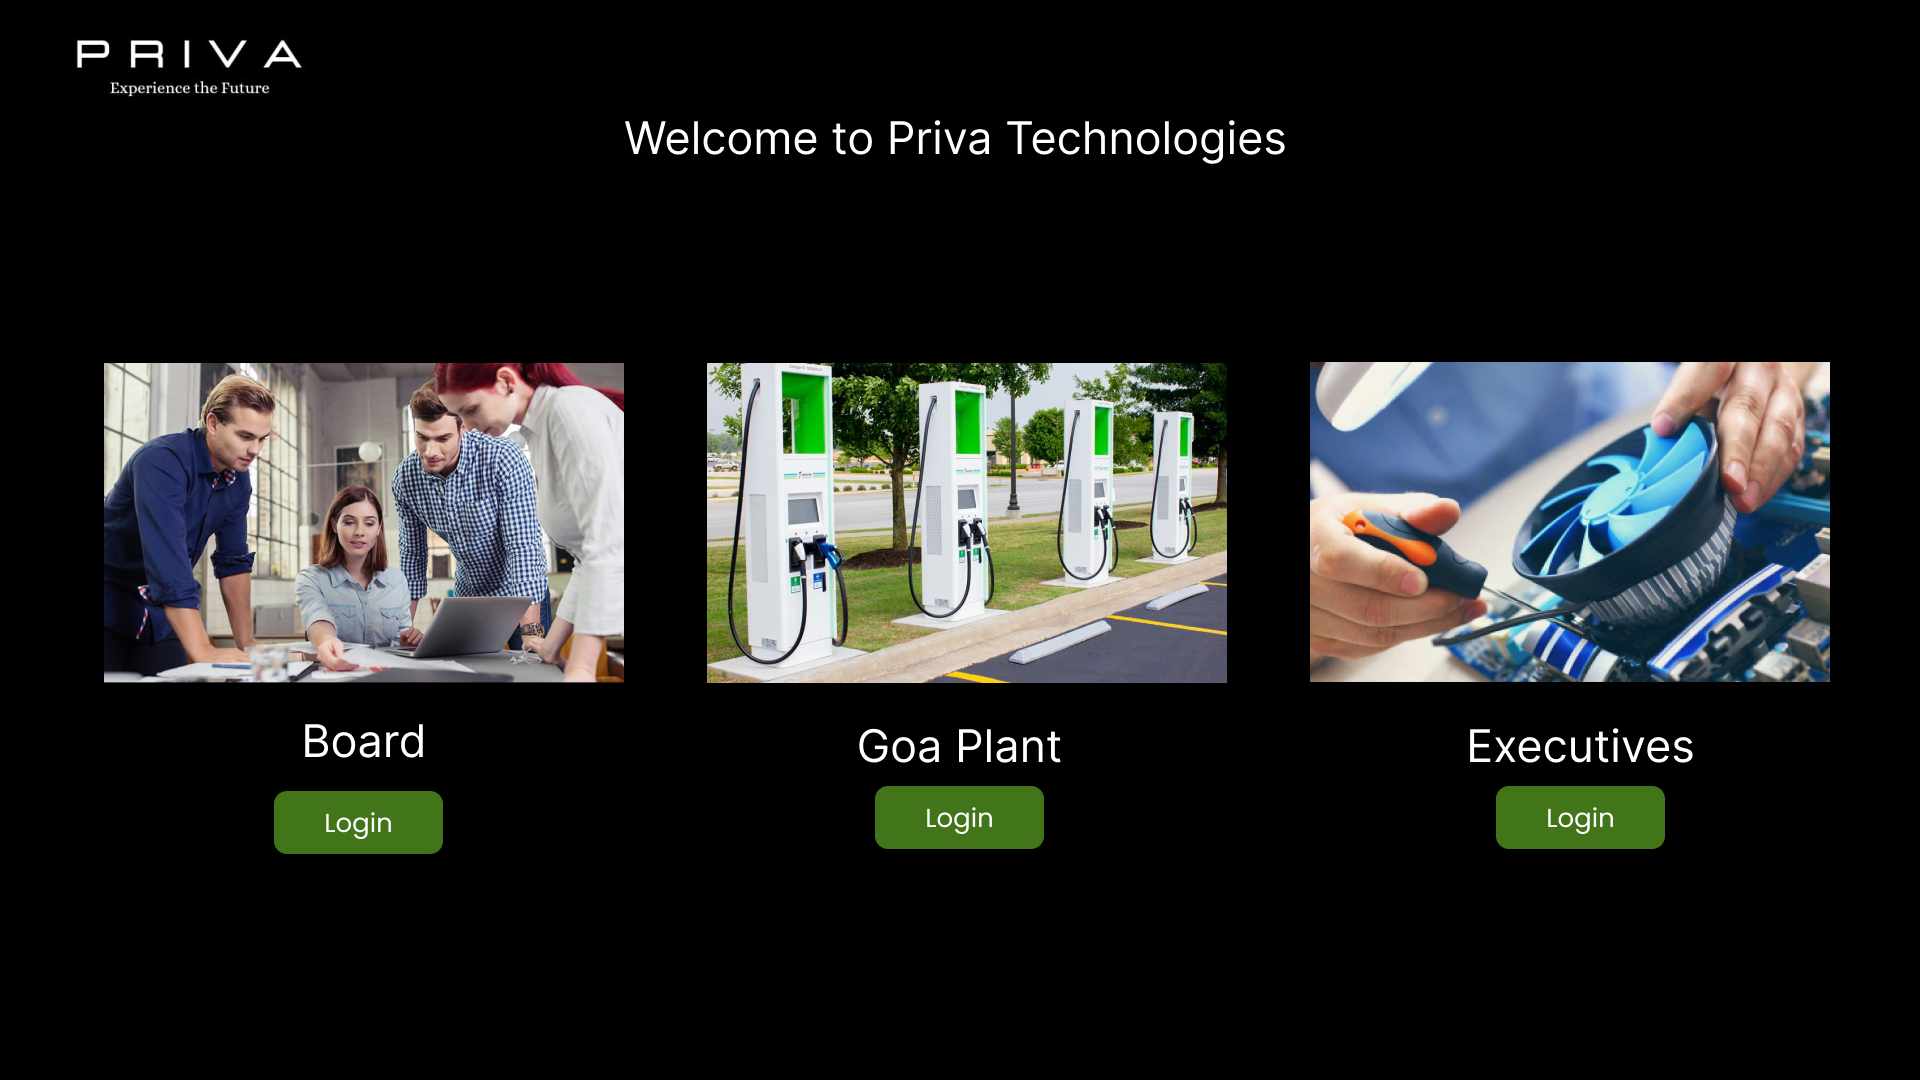 PRIVA
Experience the Future
Welcome to Priva Technologies
Board
Goa Plant
Executives
Login
Login
Login